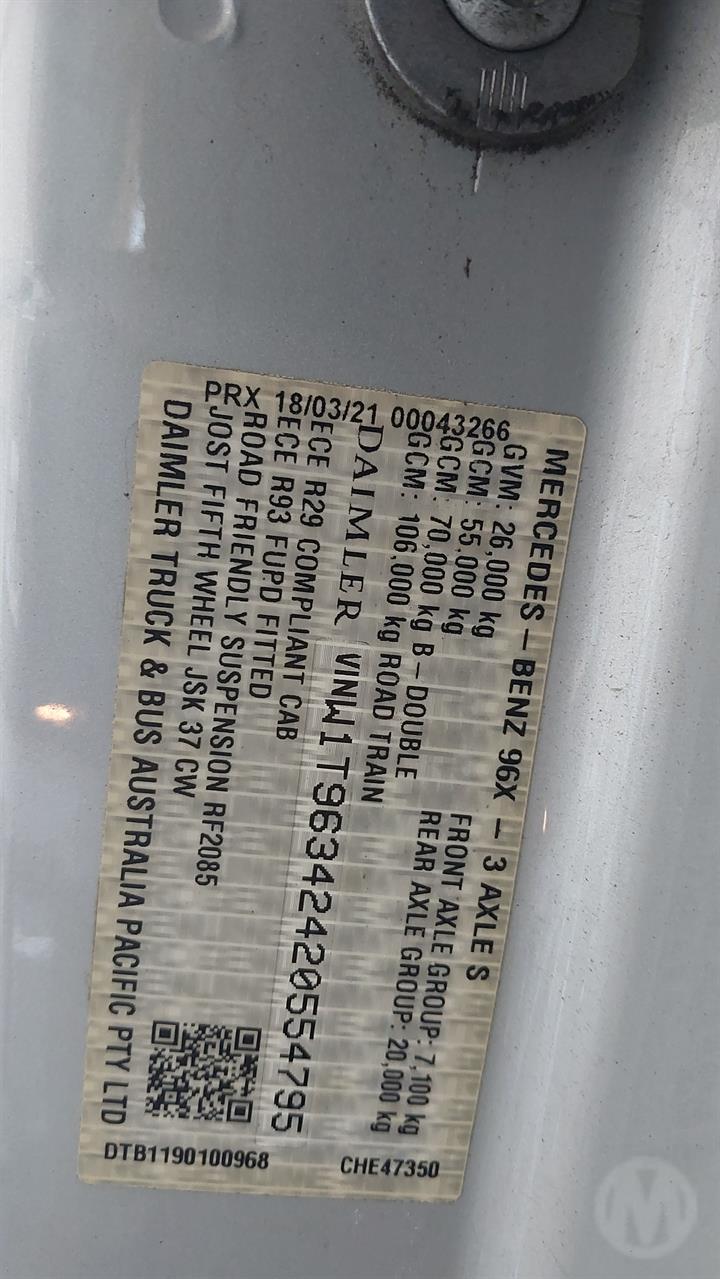 MERCEDES-BENZ 96X - 3 AXLE S
GVM: 26,000 kg FRONT AXLE GROUP: 7,100 kg
GCM: 55,000 kg REAR AXLE GROUP: 20,000 kg
GCM: 70,000 kg B-DOUBLE
GCM: 106,000 kg ROAD TRAIN
DAIMLER VIN W1T96342420554795
ECE R29 COMPLIANT CAB
ECE R93 FUPD FITTED
ROAD FRIENDLY SUSPENSION RF2085
JOST FIFTH WHEEL JSK 37 CW
DAIMLER TRUCK & BUS AUSTRALIA PACIFIC PTY LTD
PRX 18/03/21 00043266
DTB1190100968 CHE47350
M